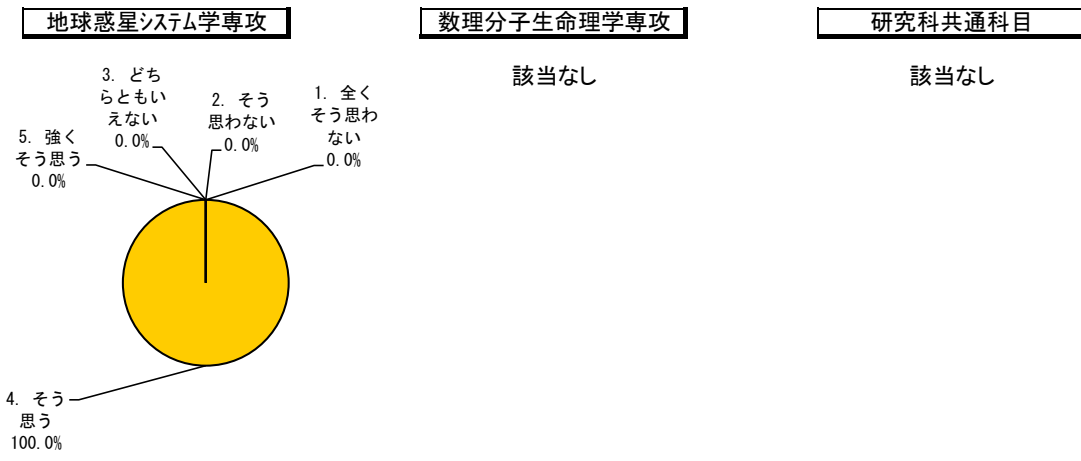 地球惑星システム学専攻
数理分子生命理学専攻
研究科共通科目
該当なし
該当なし
3. どち
らともい
えない
0.0%
2. そう
思わない
0.0%
1. 全く
そう思わ
ない
0.0%
5. 強く
そう思う
0.0%
4. そう
思う
100.0%